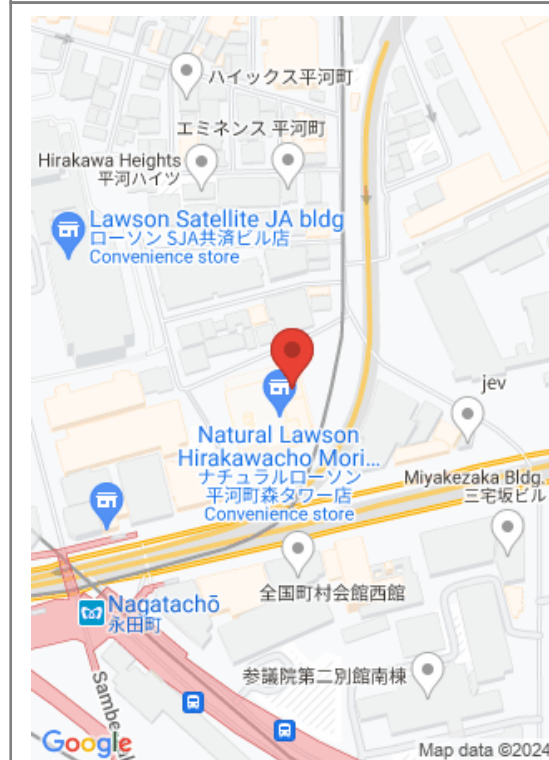 ハイックス平河町
エミネンス 平河町
Hirakawa Heights
平河ハイツ
Lawson Satellite JA bldg
ローソン SJA共済ビル店
Convenience store
jev
Natural Lawson
Hirakawacho Mori...
ナチュラルローソン
平河町森タワー店
Convenience store
Miyakezaka Bldg.
三宅坂ビル
全国町村会館西館
Nagatachō
永田町
参議院第二別館南棟
Google
Map data ©2024